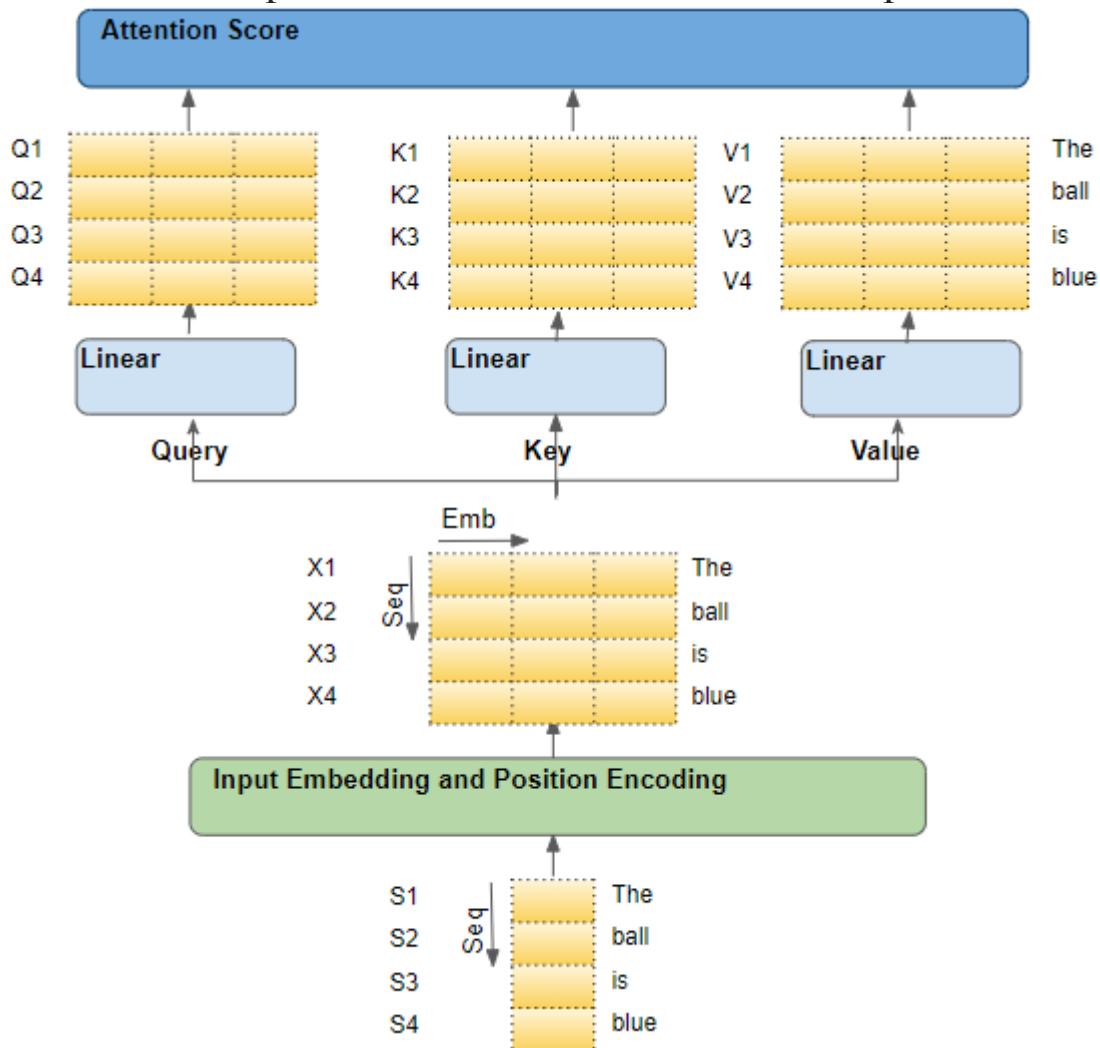 Attention Score
Q1 K1 V1 The
Q2 K2 V2 ball
Q3 K3 V3 is
Q4 K4 V4 blue
Linear Linear Linear
Query Key Value
Emb
Seq
X1 The
X2 ball
X3 is
X4 blue
Input Embedding and Position Encoding
Seq
S1 The
S2 ball
S3 is
S4 blue